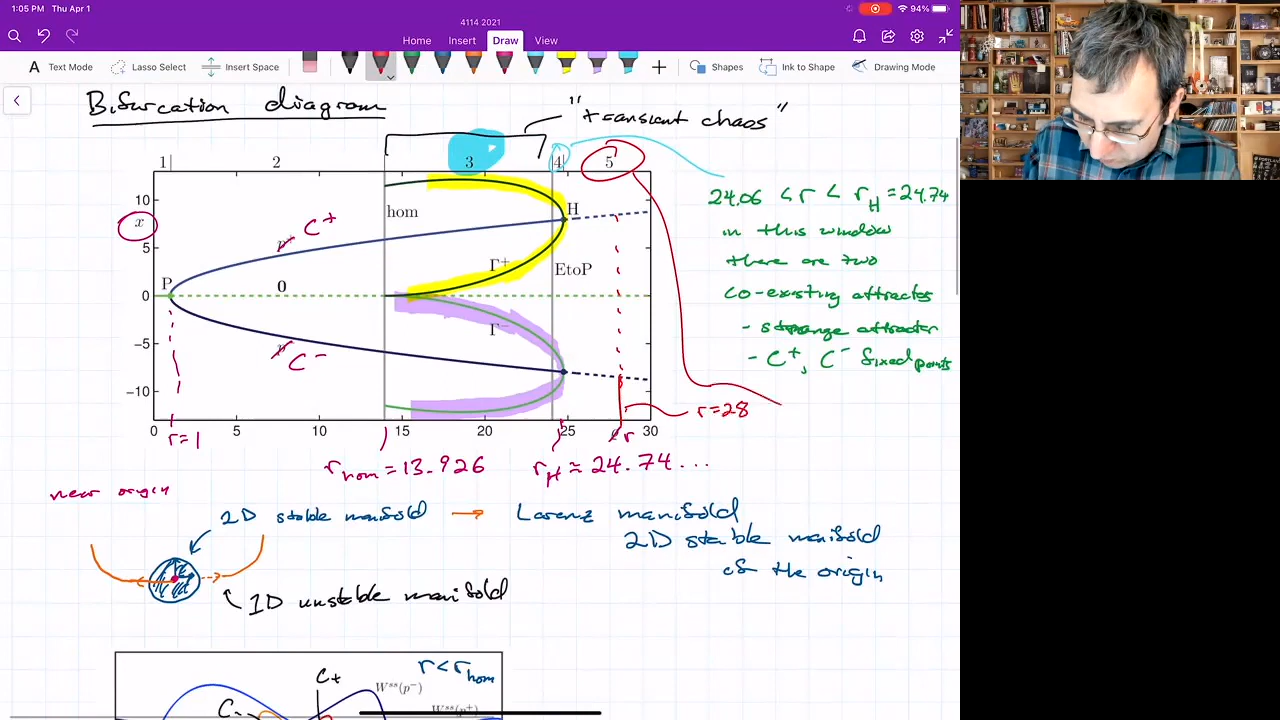 1:05 PM Thu Apr 1
94%
4114 2021
Home Insert Draw View
Text Mode
Lasso Select
Insert Space
Shapes
Ink to Shape
Drawing Mode
Bifurcation diagram
"transient chaos"
1 2 3 4 5
10
hom
H
24.06 < r < r_H = 24.74
x
C+
in this window
5
Γ+
there are two
P
0
EtoP
co-existing attractors
0
- strange attractor
-5
C-
Γ-
- C+, C- fixed points
-10
r=28
0 5 10 15 20 25 30
r
r=1
r_hom = 13.926
r_H ≈ 24.74...
near origin
2D stable manifold → Lorenz manifold
2D stable manifold
of the origin
1D unstable manifold
r < r_hom
C+
W^ss(p^-)
C-
W^ss(p^+)